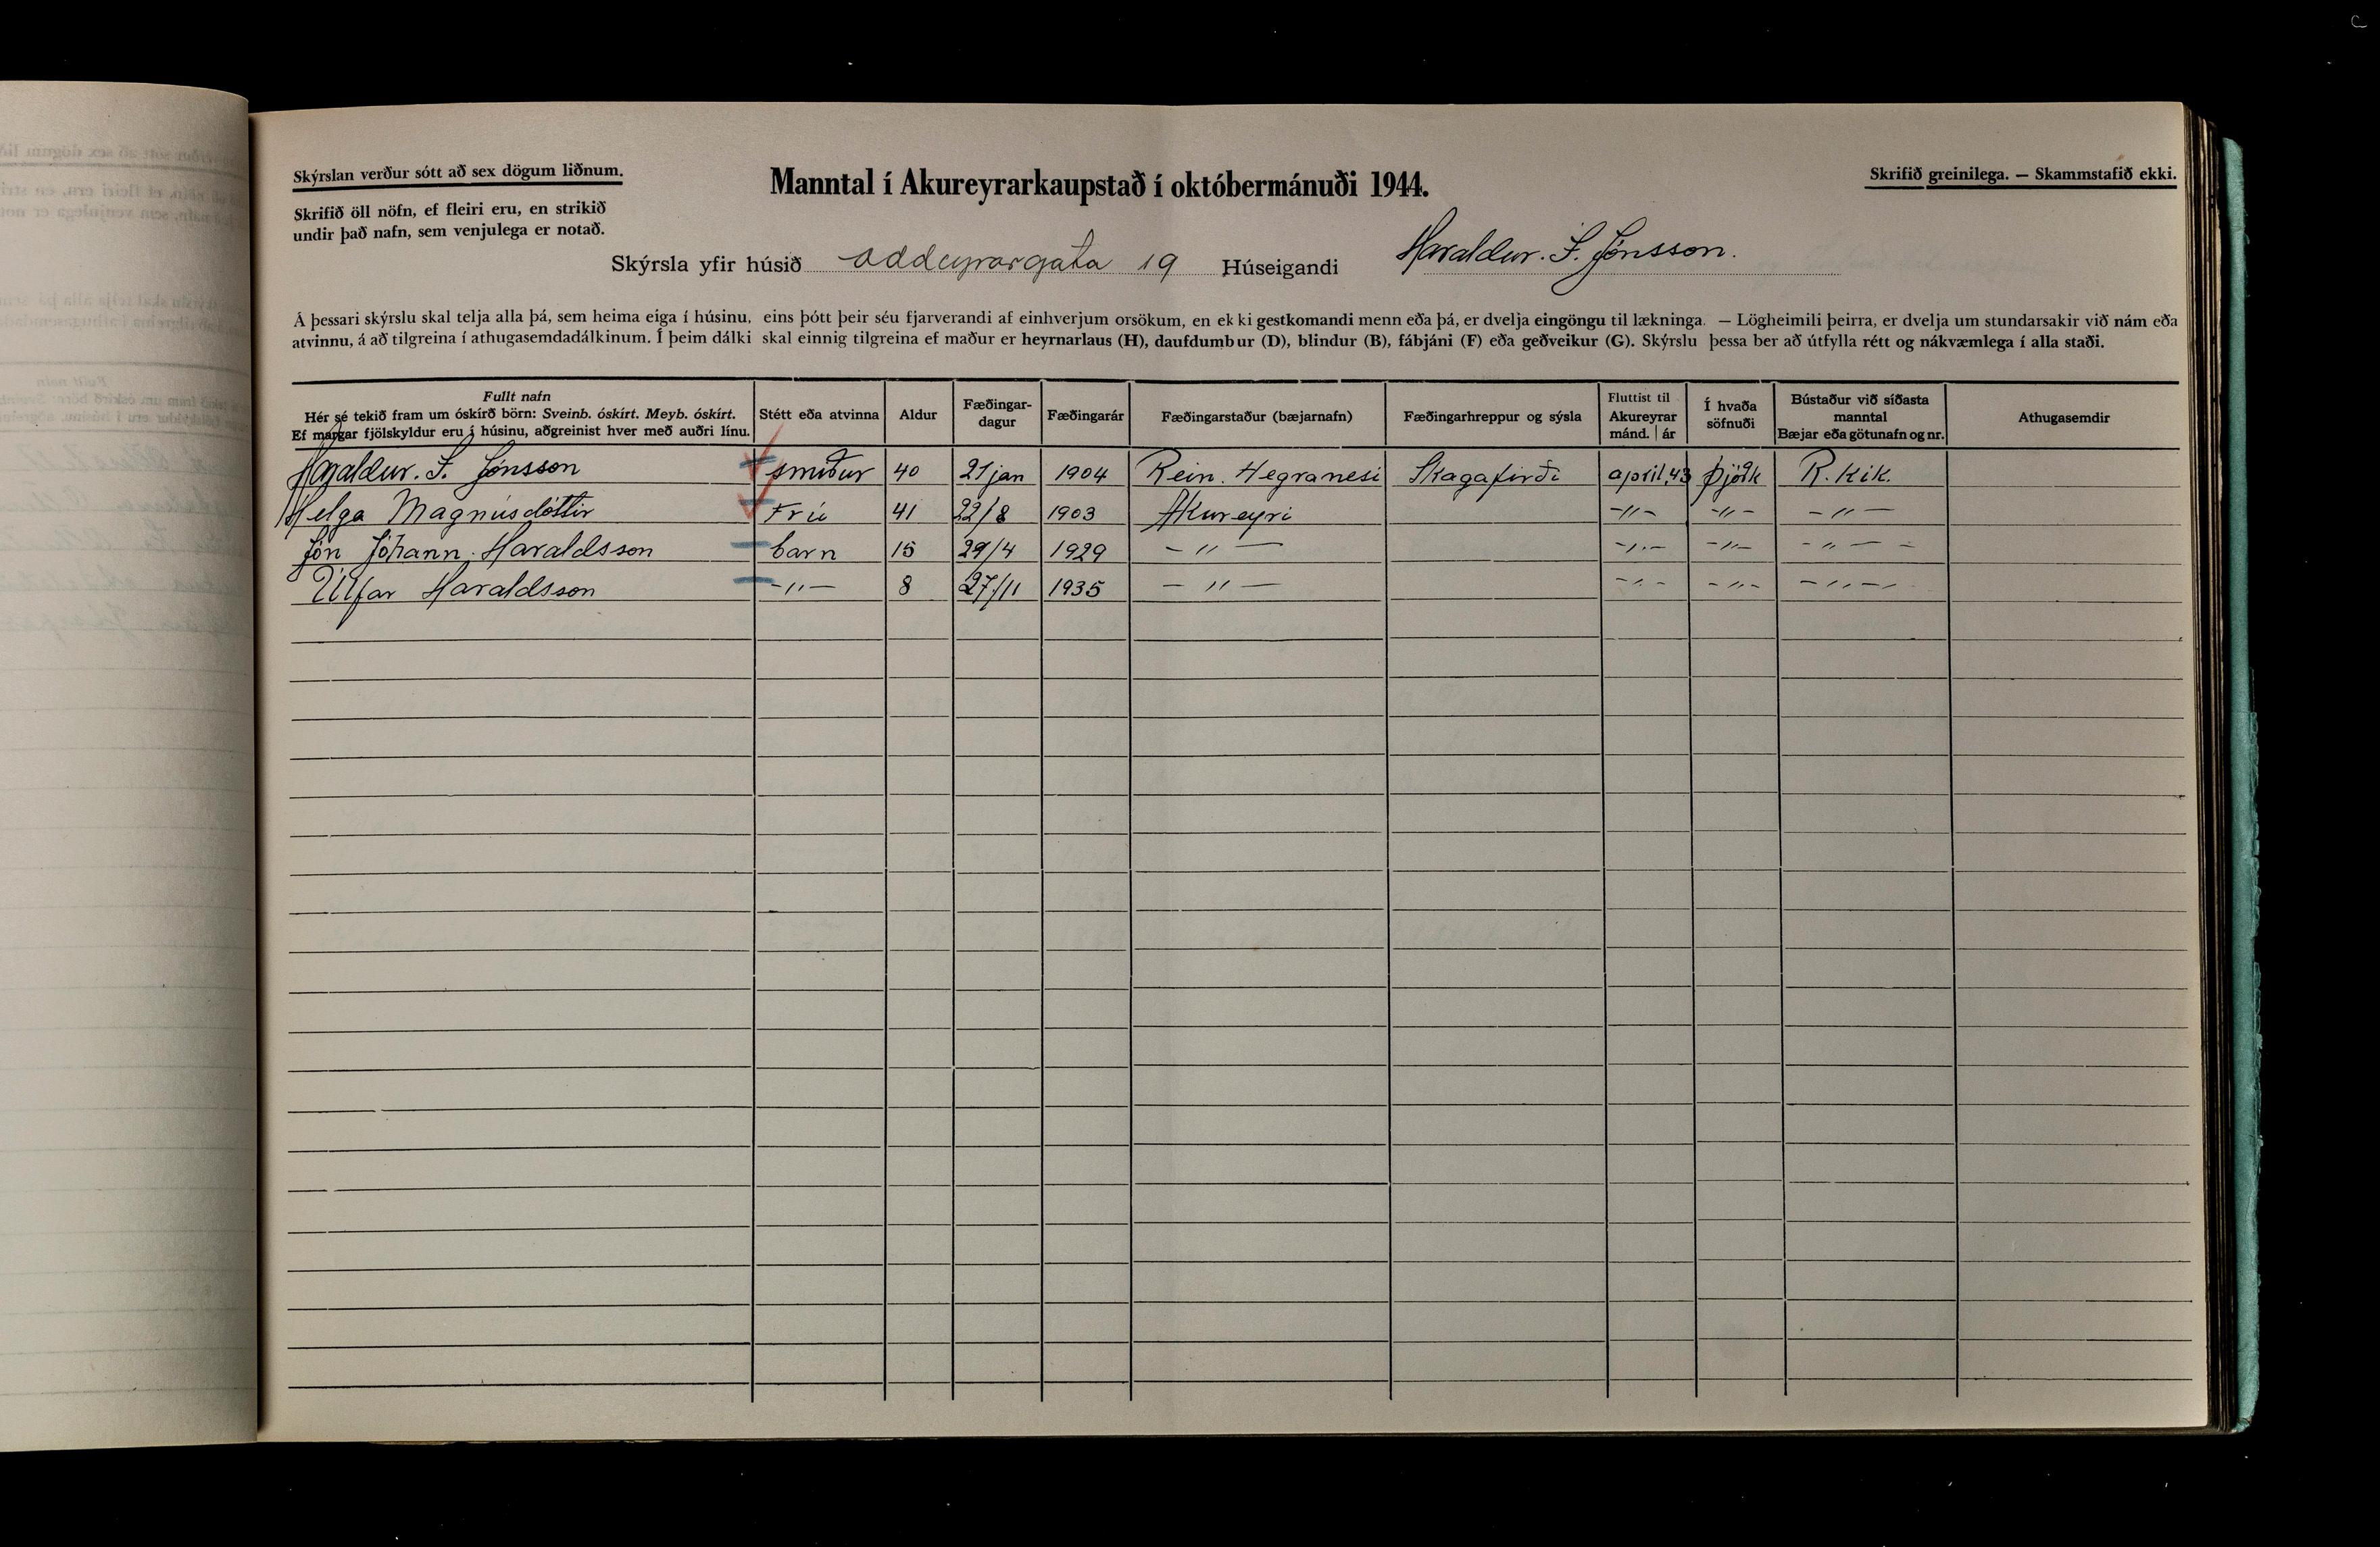 Skýrslan verður sótt að sex dögum liðnum.
Skrifið öll nöfn, ef fleiri eru, en strikið
undir það nafn, sem venjulega er notað.
Manntal í Akureyrarkaupstað í októbermánuði 1944.
Skrifið greinilega. — Skammstafið ekki.
Skýrsla yfir húsið Oddeyrargata 19 Húseigandi Haraldur. I. Jónsson.
Á þessari skýrslu skal telja alla þá, sem heima eiga í húsinu, eins þótt þeir séu fjarverandi af einhverjum orsökum, en ekki gestkomandi menn eða þá, er dvelja eingöngu til lækninga. — Lögheimili þeirra, er dvelja um stundarsakir við nám eða
atvinnu, á að tilgreina í athugasemdadálkinum. Í þeim dálki skal einnig tilgreina ef maður er heyrnarlaus (H), daufdumbur (D), blindur (B), fábjáni (F) eða geðveikur (G). Skýrslu þessa ber að útfylla rétt og nákvæmlega í alla staði.
Fullt nafn
Hér sé tekið fram um óskírð börn: Sveinb. óskírt. Meyb. óskírt.
Ef margar fjölskyldur eru í húsinu, aðgreinist hver með auðri línu.
Stétt eða atvinna
Aldur
Fæðingar-
dagur
Fæðingarár
Fæðingarstaður (bæjarnafn)
Fæðingarhreppur og sýsla
Fluttist til
Akureyrar
mánd. | ár
Í hvaða
söfnuði
Bústaður við síðasta
manntal
Bæjar eða götunafn og nr.
Athugasemdir
Haraldur. I. Jónsson smiður 40 21 jan 1904 Rein. Hegranesi Skagafirði april, 43 Þjóðk R.kik.
Helga Magnúsdóttir Frú 41 22/8 1903 Akureyri -"- -"- -"-
Jón Jóhann. Haraldsson barn 15 29/4 1929 -"- -"- -"- -"-
Úlfar Haraldsson -"- 8 27/11 1935 -"- -"- -"- -"-